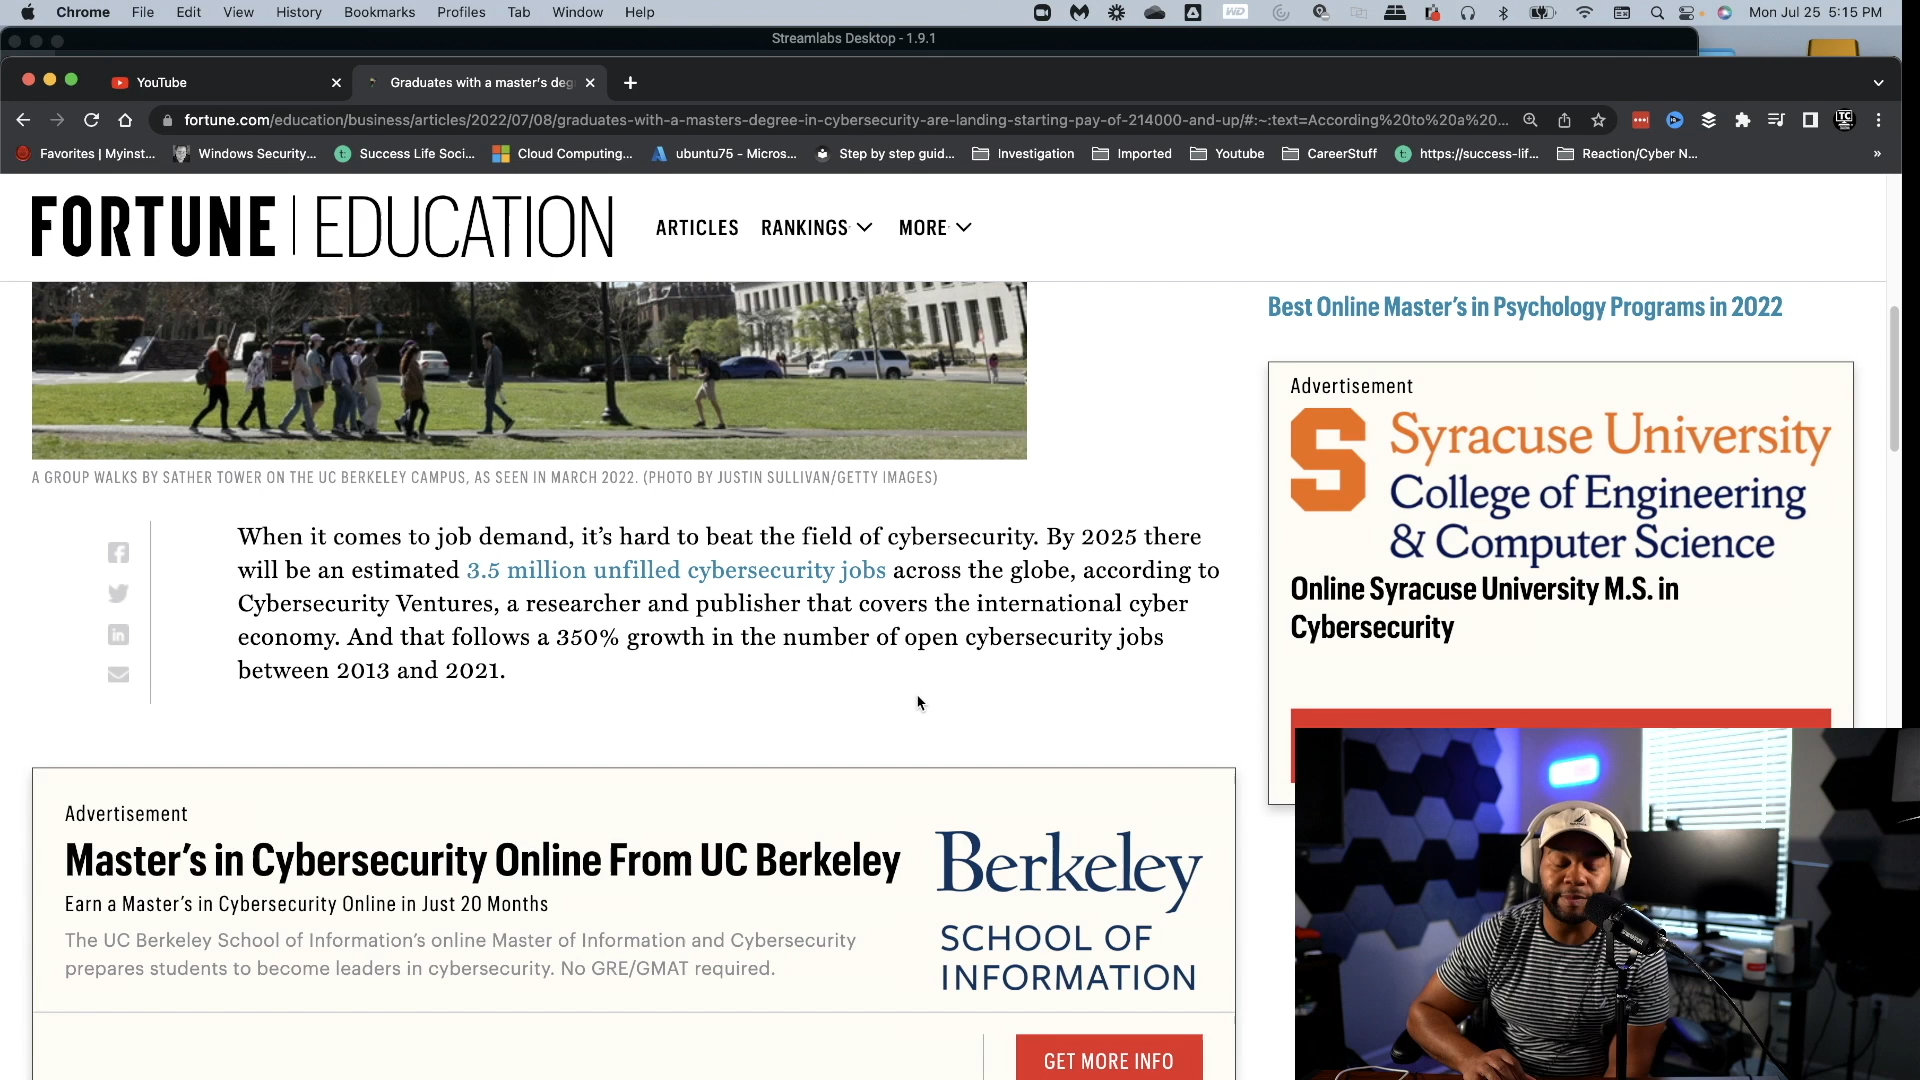 Chrome File Edit View History Bookmarks Profiles Tab Window Help
Mon Jul 25 5:15 PM
Streamlabs Desktop - 1.9.1
YouTube
Graduates with a master's deg
fortune.com/education/business/articles/2022/07/08/graduates-with-a-masters-degree-in-cybersecurity-are-landing-starting-pay-of-214000-and-up/#:~:text=According%20to%20a%20...
Favorites | Myinst...
Windows Security...
Success Life Soci...
Cloud Computing...
ubuntu75 - Micros...
Step by step guid...
Investigation
Imported
Youtube
CareerStuff
https://success-lif...
Reaction/Cyber N...
»
FORTUNE | EDUCATION
ARTICLES RANKINGS MORE
A GROUP WALKS BY SATHER TOWER ON THE UC BERKELEY CAMPUS, AS SEEN IN MARCH 2022. (PHOTO BY JUSTIN SULLIVAN/GETTY IMAGES)
When it comes to job demand, it's hard to beat the field of cybersecurity. By 2025 there
will be an estimated 3.5 million unfilled cybersecurity jobs across the globe, according to
Cybersecurity Ventures, a researcher and publisher that covers the international cyber
economy. And that follows a 350% growth in the number of open cybersecurity jobs
between 2013 and 2021.
Advertisement
Master's in Cybersecurity Online From UC Berkeley
Earn a Master's in Cybersecurity Online in Just 20 Months
The UC Berkeley School of Information's online Master of Information and Cybersecurity
prepares students to become leaders in cybersecurity. No GRE/GMAT required.
Berkeley
SCHOOL OF
INFORMATION
GET MORE INFO
Best Online Master's in Psychology Programs in 2022
Advertisement
S
Syracuse University
College of Engineering
& Computer Science
Online Syracuse University M.S. in
Cybersecurity